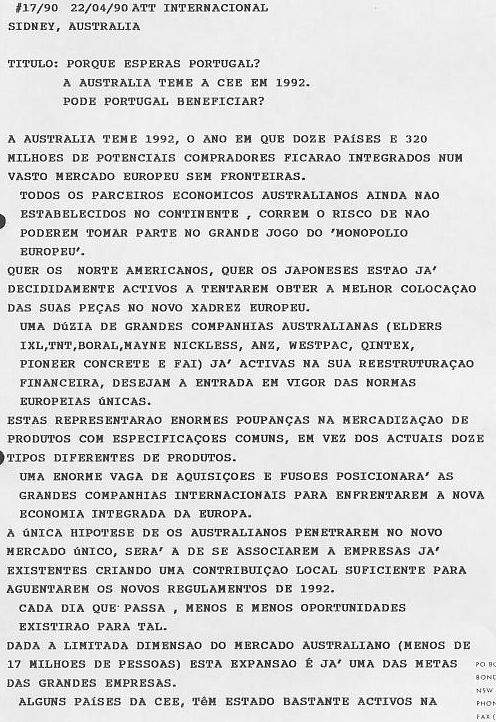 #17/90 22/04/90 ATT INTERNACIONAL
SIDNEY, AUSTRALIA
TITULO: PORQUE ESPERAS PORTUGAL?
A AUSTRALIA TEME A CEE EM 1992.
PODE PORTUGAL BENEFICIAR?
A AUSTRALIA TEME 1992, O ANO EM QUE DOZE PAíSES E 320
MILHOES DE POTENCIAIS COMPRADORES FICARAO INTEGRADOS NUM
VASTO MERCADO EUROPEU SEM FRONTEIRAS.
TODOS OS PARCEIROS ECONOMICOS AUSTRALIANOS AINDA NAO
ESTABELECIDOS NO CONTINENTE , CORREM O RISCO DE NAO
PODEREM TOMAR PARTE NO GRANDE JOGO DO 'MONOPOLIO
EUROPEU'.
QUER OS NORTE AMERICANOS, QUER OS JAPONESES ESTAO JA'
DECIDIDAMENTE ACTIVOS A TENTAREM OBTER A MELHOR COLOCAÇAO
DAS SUAS PEÇAS NO NOVO XADREZ EUROPEU.
UMA DúZIA DE GRANDES COMPANHIAS AUSTRALIANAS (ELDERS
IXL,TNT,BORAL,MAYNE NICKLESS, ANZ, WESTPAC, QINTEX,
PIONEER CONCRETE E FAI) JA' ACTIVAS NA SUA REESTRUTURAÇAO
FINANCEIRA, DESEJAM A ENTRADA EM VIGOR DAS NORMAS
EUROPEIAS úNICAS.
ESTAS REPRESENTARAO ENORMES POUPANÇAS NA MERCADIZAÇAO DE
PRODUTOS COM ESPECIFICAÇOES COMUNS, EM VEZ DOS ACTUAIS DOZE
TIPOS DIFERENTES DE PRODUTOS.
UMA ENORME VAGA DE AQUISIÇOES E FUSOES POSICIONARA' AS
GRANDES COMPANHIAS INTERNACIONAIS PARA ENFRENTAREM A NOVA
ECONOMIA INTEGRADA DA EUROPA.
A úNICA HIPOTESE DE OS AUSTRALIANOS PENETRAREM NO NOVO
MERCADO úNICO, SERA' A DE SE ASSOCIAREM A EMPRESAS JA'
EXISTENTES CRIANDO UMA CONTRIBUIÇAO LOCAL SUFICIENTE PARA
AGUENTAREM OS NOVOS REGULAMENTOS DE 1992.
CADA DIA QUE PASSA , MENOS E MENOS OPORTUNIDADES
EXISTIRAO PARA TAL.
DADA A LIMITADA DIMENSAO DO MERCADO AUSTRALIANO (MENOS DE
17 MILHOES DE PESSOAS) ESTA EXPANSAO É JA' UMA DAS METAS
DAS GRANDES EMPRESAS.
ALGUNS PAíSES DA CEE, TêM ESTADO BASTANTE ACTIVOS NA
PO BO
BOND
NSW
PHON
FAX (